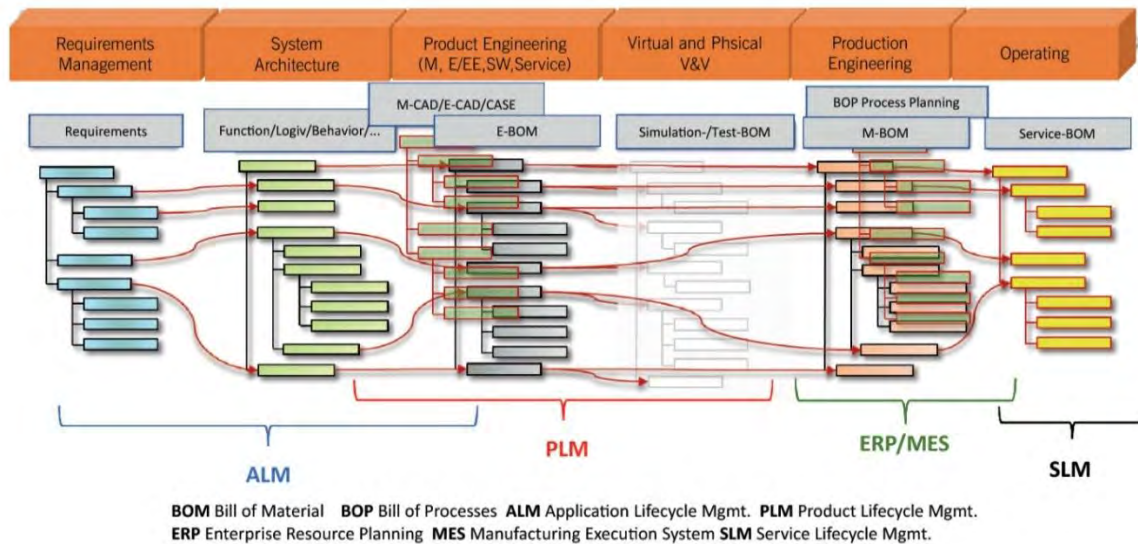 Requirements
Management
System
Architecture
Product Engineering
(M, E/EE,SW,Service)
Virtual and Phsical
V&V
Production
Engineering
Operating
M-CAD/E-CAD/CASE
BOP Process Planning
Requirements
Function/Logiv/Behavior/...
E-BOM
Simulation-/Test-BOM
M-BOM
Service-BOM
ALM
PLM
ERP/MES
SLM
BOM Bill of Material BOP Bill of Processes ALM Application Lifecycle Mgmt. PLM Product Lifecycle Mgmt.
ERP Enterprise Resource Planning MES Manufacturing Execution System SLM Service Lifecycle Mgmt.